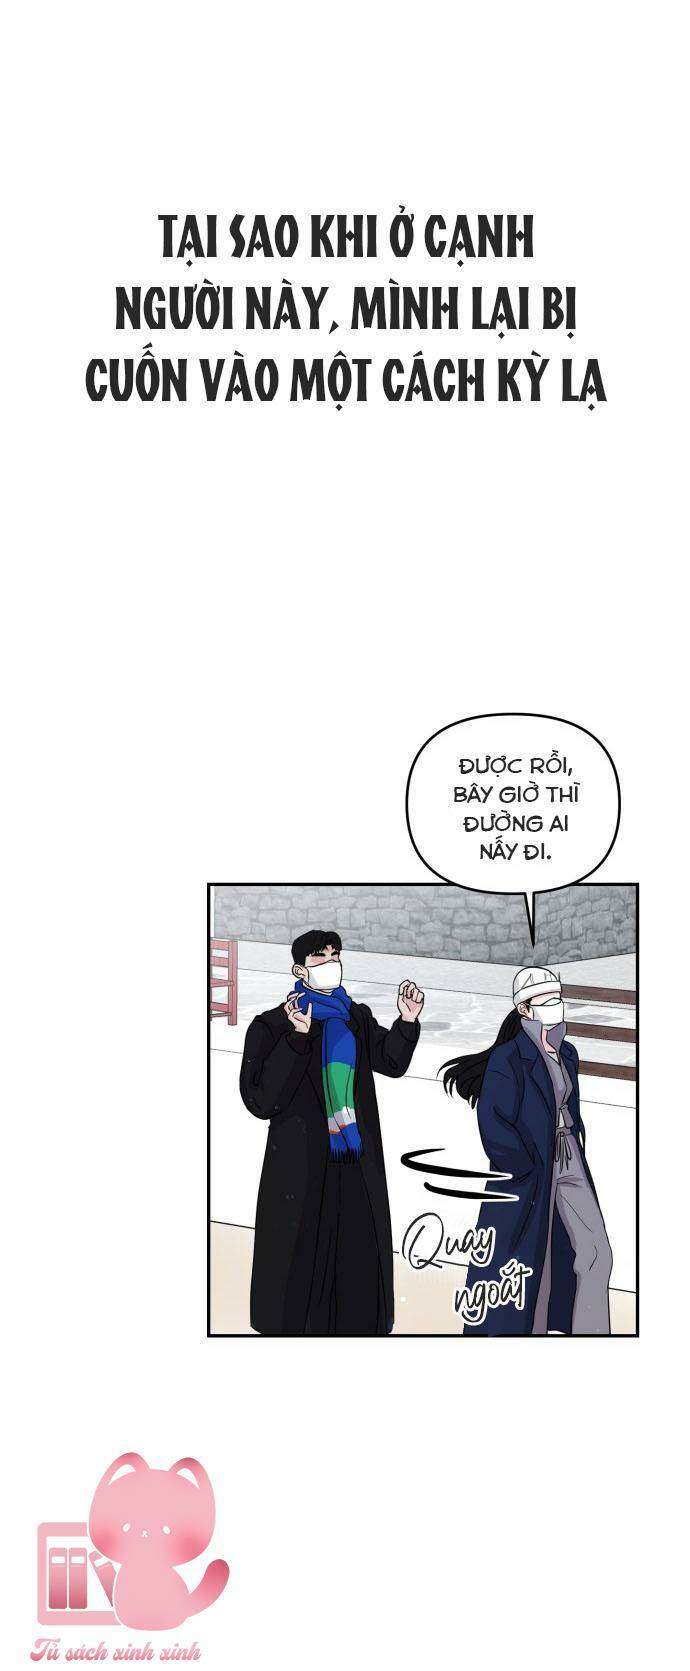 TẠI SAO KHI Ở CẠNH
NGƯỜI NÀY, MÌNH LẠI BỊ
CUỐN VÀO MỘT CÁCH KỲ LẠ
ĐƯỢC RỒI,
BÂY GIỜ THÌ
ĐƯỜNG AI
NẤY ĐI.
Quay
ngoắt
Tủ sách xinh xinh